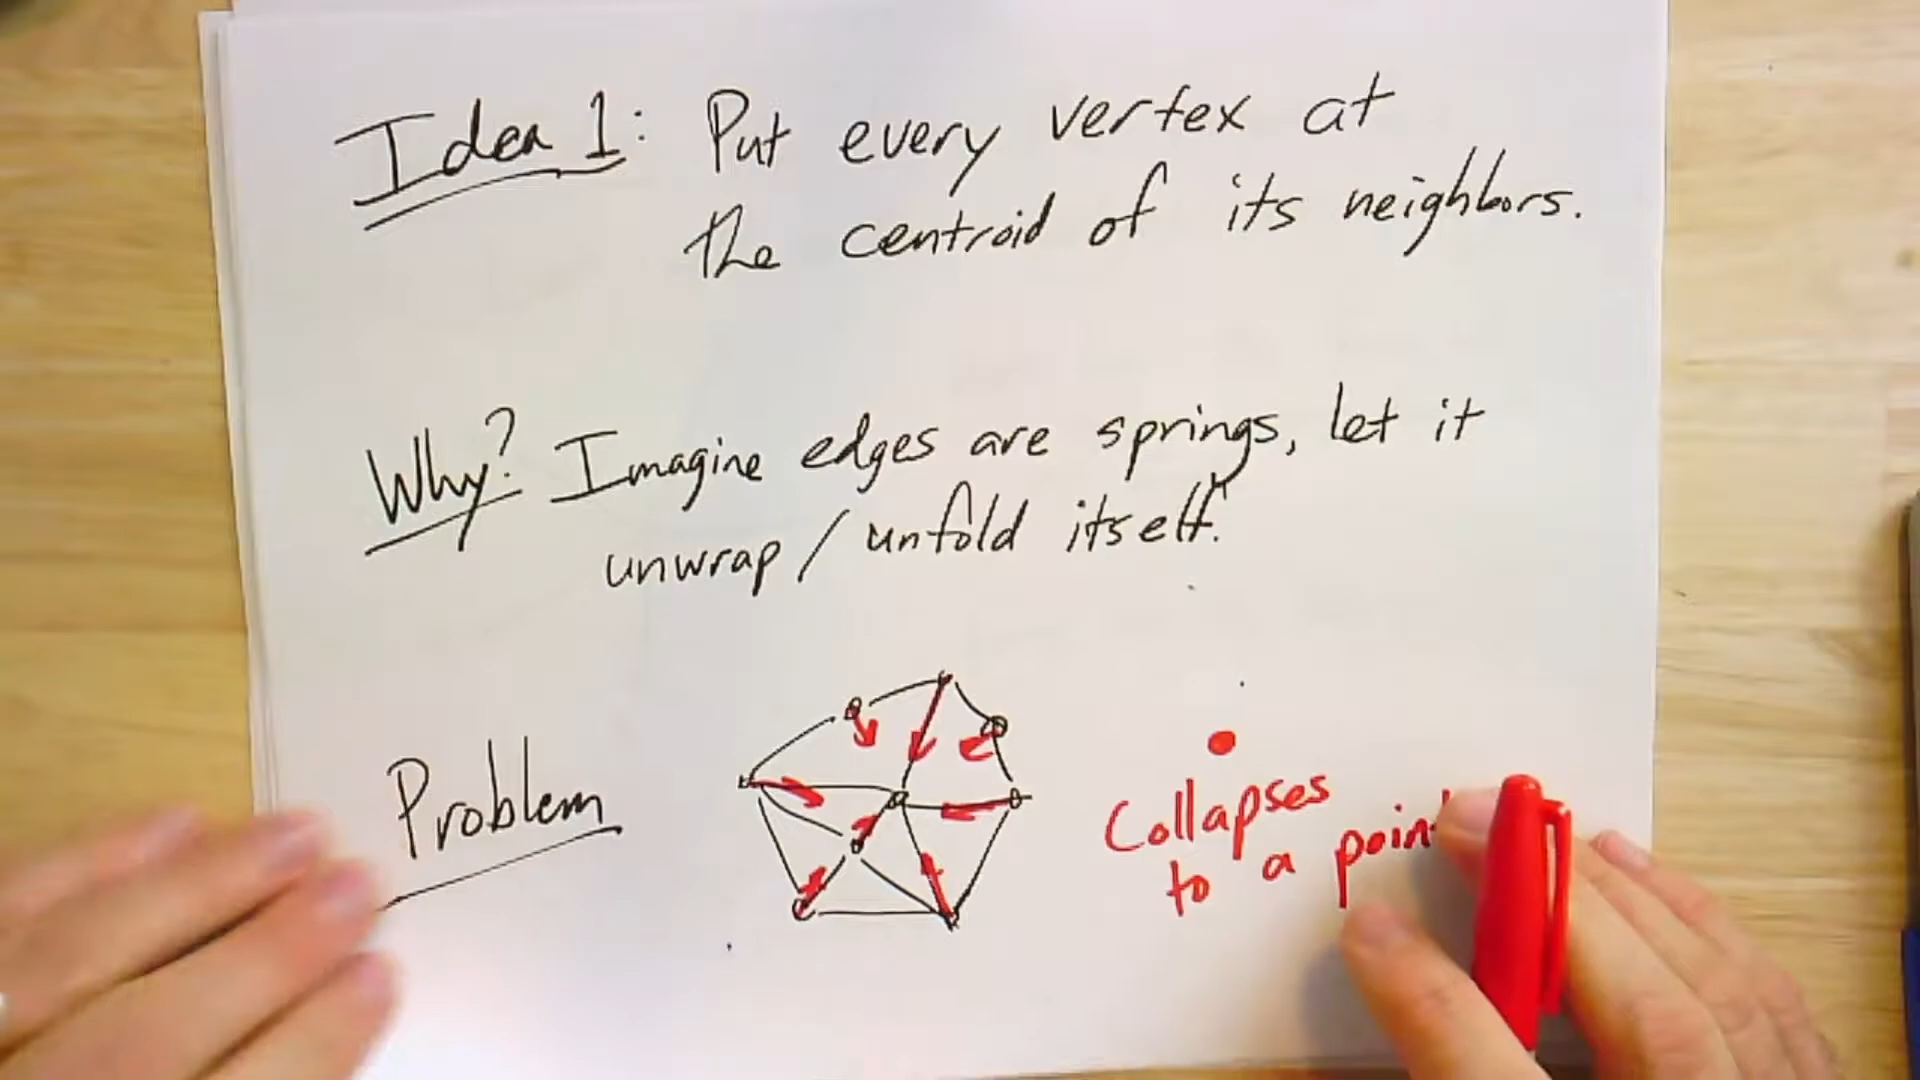 Idea 1: Put every vertex at
the centroid of its neighbors.
Why? Imagine edges are springs, let it
unwrap/unfold itself.
Problem
Collapses
to a point